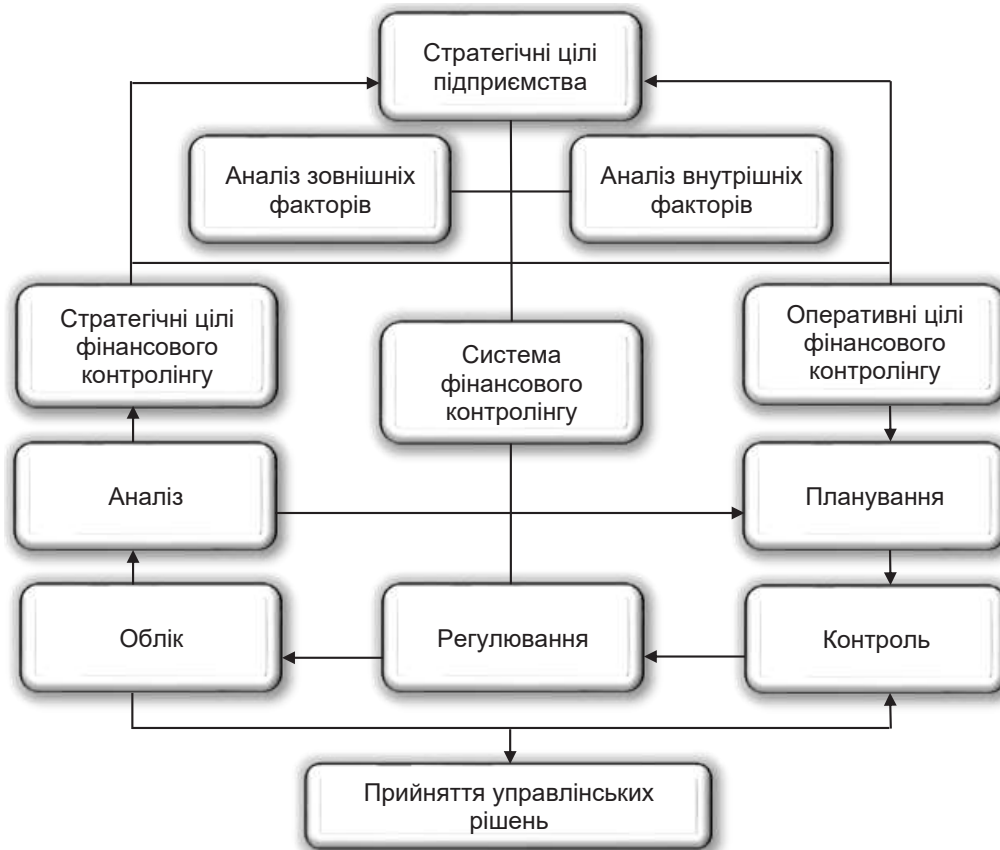 Стратегічні цілі
підприємства
Аналіз зовнішніх
факторів
Аналіз внутрішніх
факторів
Стратегічні цілі
фінансового
контролінгу
Система
фінансового
контролінгу
Оперативні цілі
фінансового
контролінгу
Аналіз
Планування
Облік
Регулювання
Контроль
Прийняття управлінських
рішень